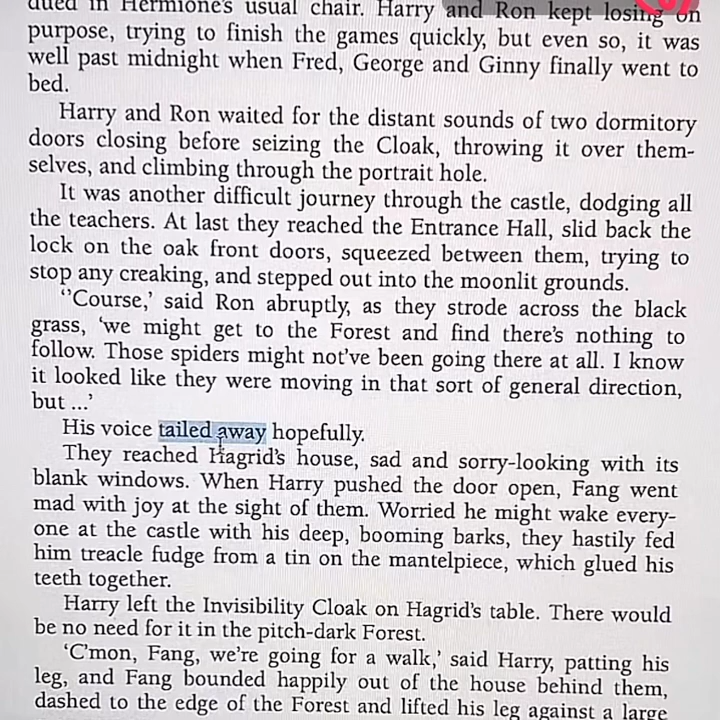 dued in Hermione's usual chair. Harry and Ron kept losing on
purpose, trying to finish the games quickly, but even so, it was
well past midnight when Fred, George and Ginny finally went to
bed.
Harry and Ron waited for the distant sounds of two dormitory
doors closing before seizing the Cloak, throwing it over them-
selves, and climbing through the portrait hole.
It was another difficult journey through the castle, dodging all
the teachers. At last they reached the Entrance Hall, slid back the
lock on the oak front doors, squeezed between them, trying to
stop any creaking, and stepped out into the moonlit grounds.
‘'Course,’ said Ron abruptly, as they strode across the black
grass, ‘we might get to the Forest and find there's nothing to
follow. Those spiders might not've been going there at all. I know
it looked like they were moving in that sort of general direction,
but ...’
His voice tailed away hopefully.
They reached Hagrid's house, sad and sorry-looking with its
blank windows. When Harry pushed the door open, Fang went
mad with joy at the sight of them. Worried he might wake every-
one at the castle with his deep, booming barks, they hastily fed
him treacle fudge from a tin on the mantelpiece, which glued his
teeth together.
Harry left the Invisibility Cloak on Hagrid's table. There would
be no need for it in the pitch-dark Forest.
‘C'mon, Fang, we're going for a walk,’ said Harry, patting his
leg, and Fang bounded happily out of the house behind them,
dashed to the edge of the Forest and lifted his leg against a large